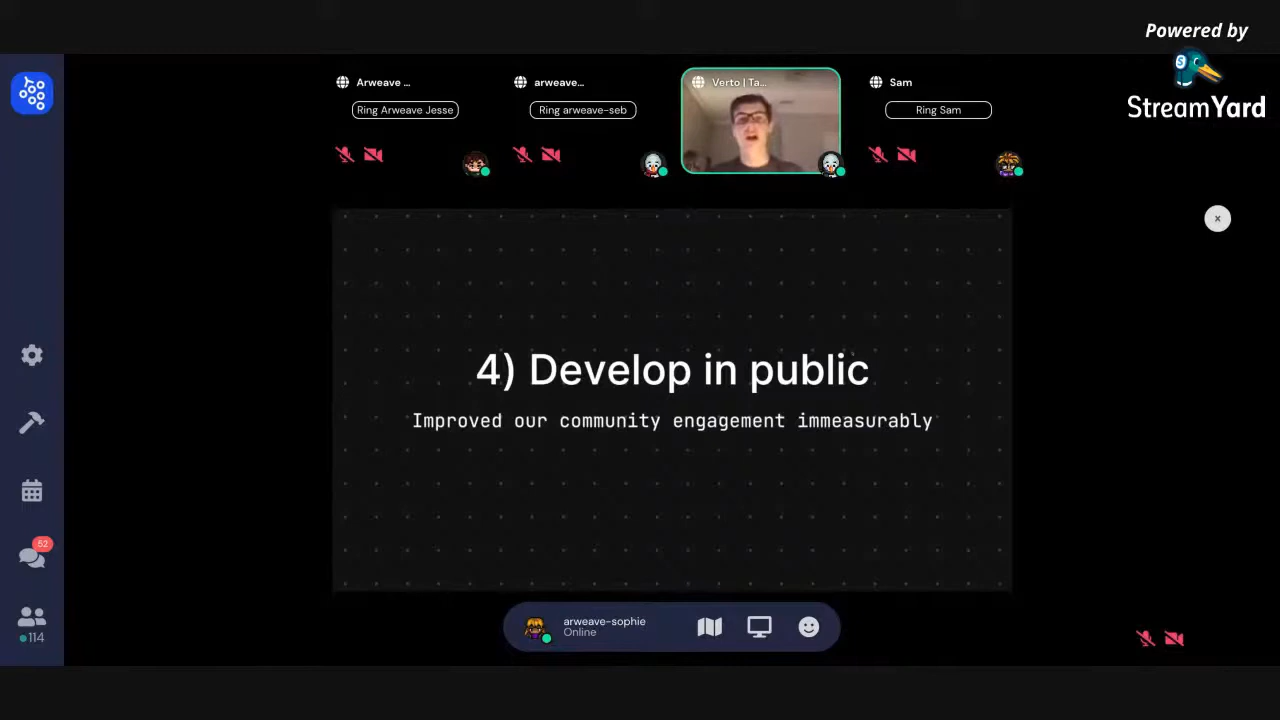 Powered by
StreamYard
Arweave ...
arweave...
Verto | Ta...
Sam
Ring Arweave Jesse
Ring arweave-seb
Ring Sam
4) Develop in public
Improved our community engagement immeasurably
52
114
arweave-sophie
Online